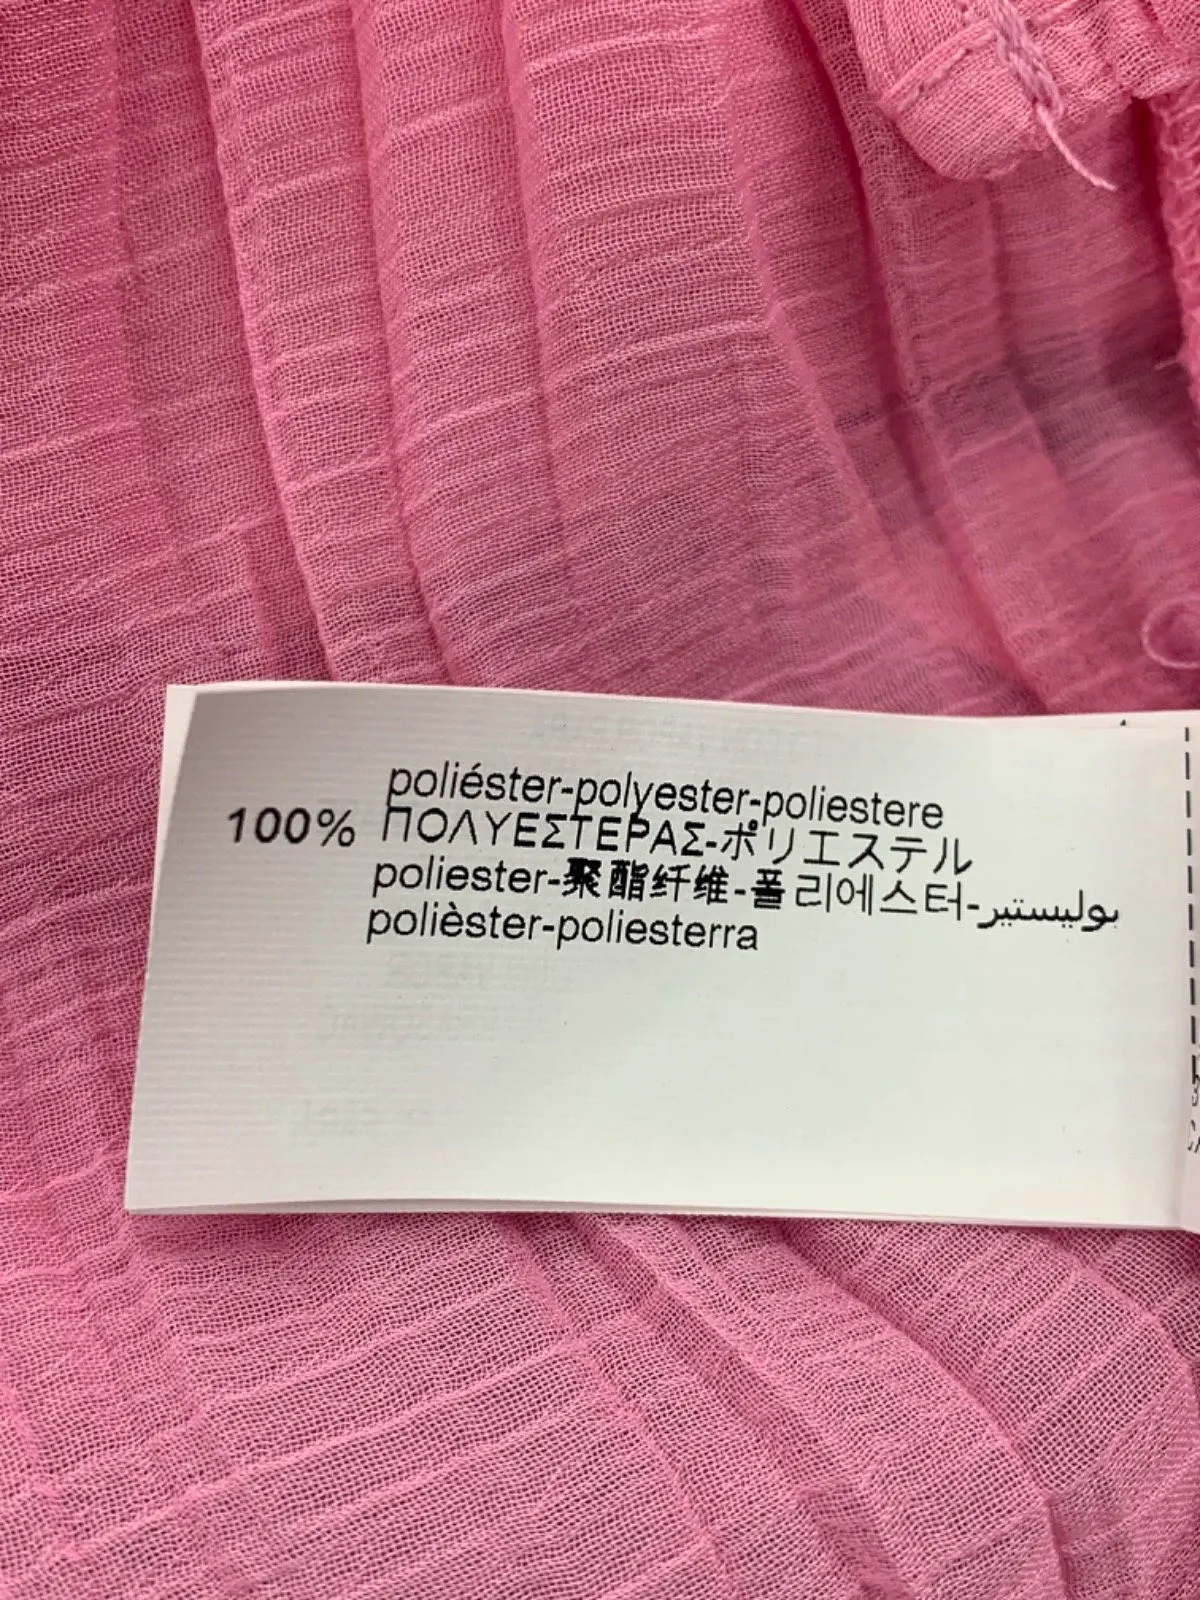 100% poliéster-polyester-poliestere
ΠΟΛΥΕΣΤΕΡΑΣ-ポリエステル
poliester-聚酯纤维-폴리에스터-بوليستير
polièster-poliesterra